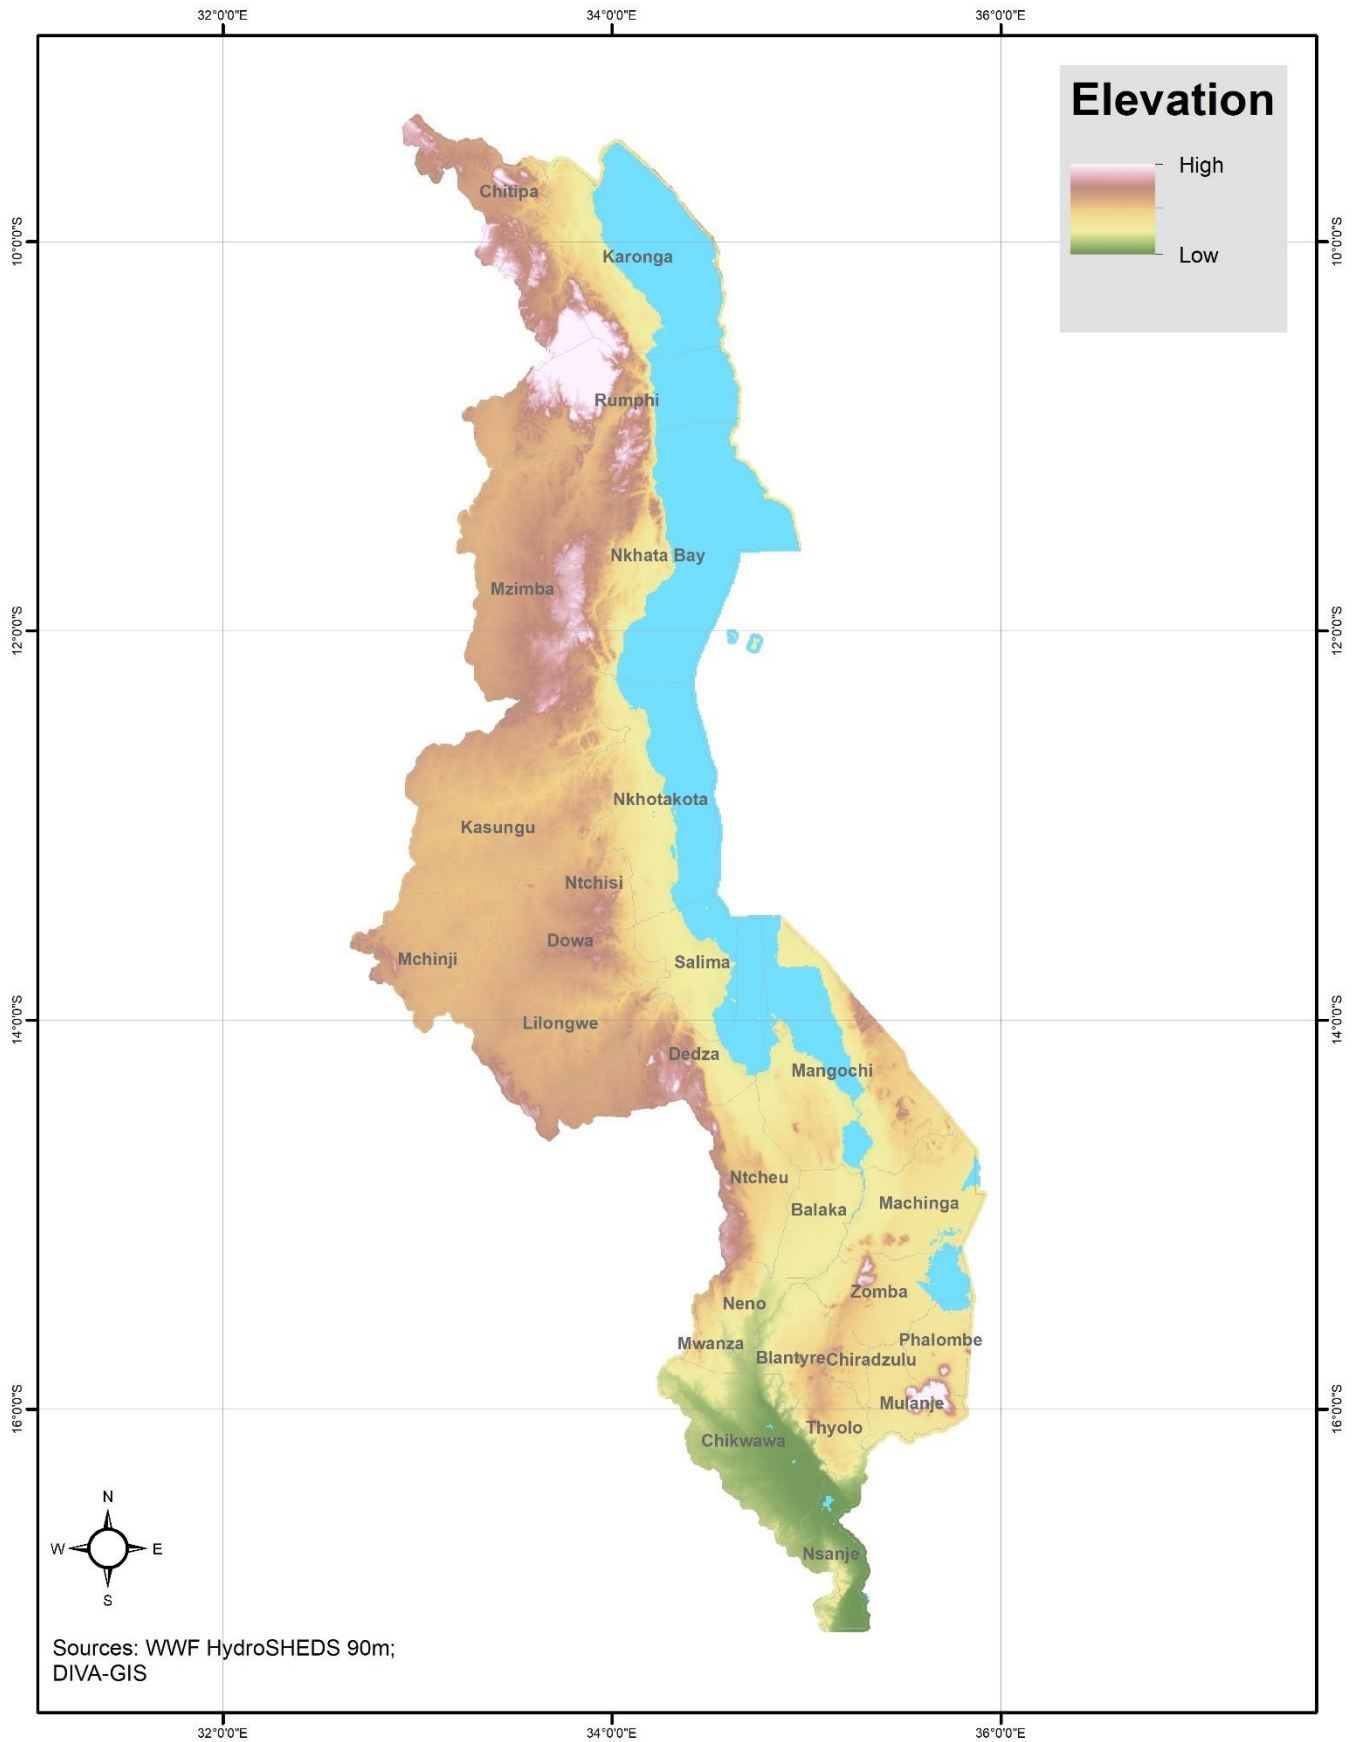 32°0'0"E
34°0'0"E
36°0'0"E
Elevation
High
Low
Chitipa
10°0'0"S
10°0'0"S
Karonga
Rumphi
Nkhata Bay
Mzimba
12°0'0"S
12°0'0"S
Nkhotakota
Kasungu
Ntchisi
Dowa
Mchinji
Salima
14°0'0"S
14°0'0"S
Lilongwe
Dedza
Mangochi
Ntcheu
Balaka
Machinga
Zomba
Neno
Mwanza
Phalombe
Blantyre
Chiradzulu
Mulanje
16°0'0"S
16°0'0"S
Thyolo
Chikwawa
Nsanje
N
W
E
S
Sources: WWF HydroSHEDS 90m;
DIVA-GIS
32°0'0"E
34°0'0"E
36°0'0"E